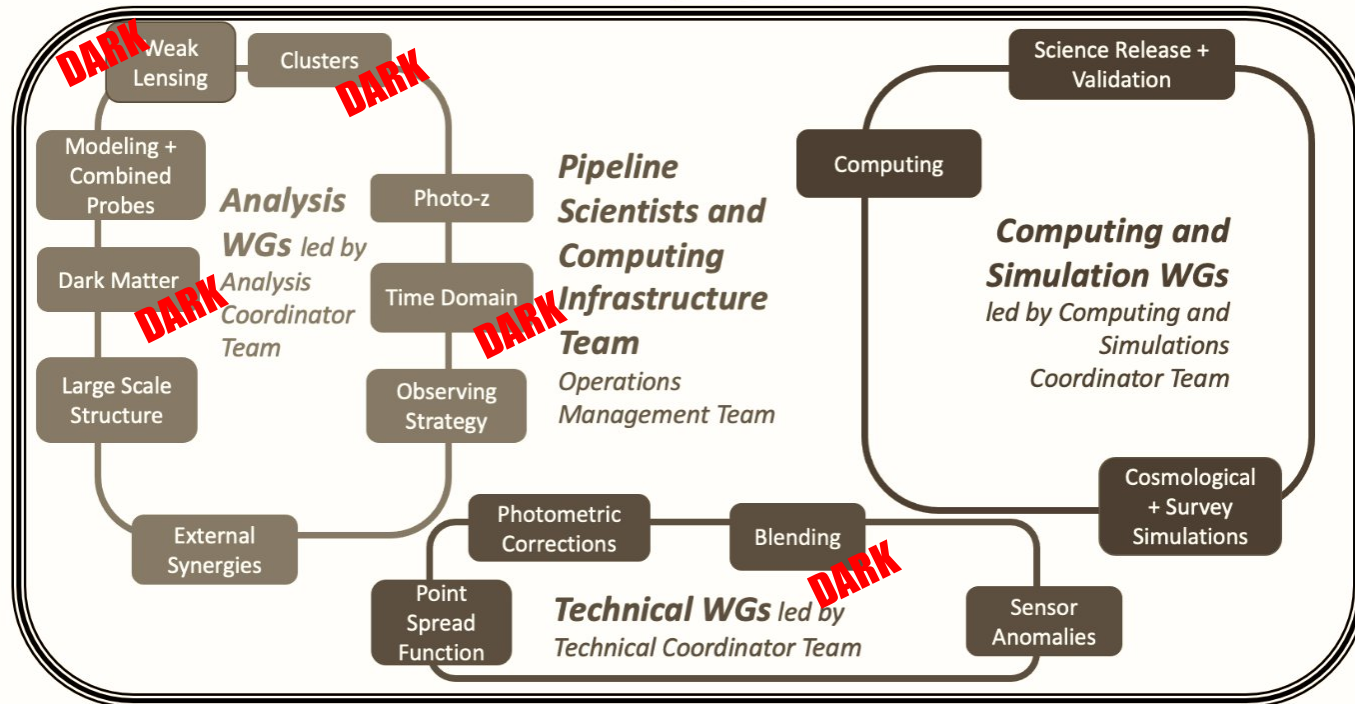 DARK
Weak
Lensing
Clusters
DARK
Modeling +
Combined
Probes
Analysis
WGs led by
Analysis
Coordinator
Team
Photo-z
Dark Matter
DARK
Time Domain
DARK
Large Scale
Structure
Observing
Strategy
External
Synergies
Pipeline
Scientists and
Computing
Infrastructure
Team
Operations
Management Team
Science Release +
Validation
Computing
Computing and
Simulation WGs
led by Computing and
Simulations
Coordinator Team
Cosmological
+ Survey
Simulations
Photometric
Corrections
Blending
DARK
Point
Spread
Function
Technical WGs led by
Technical Coordinator Team
Sensor
Anomalies